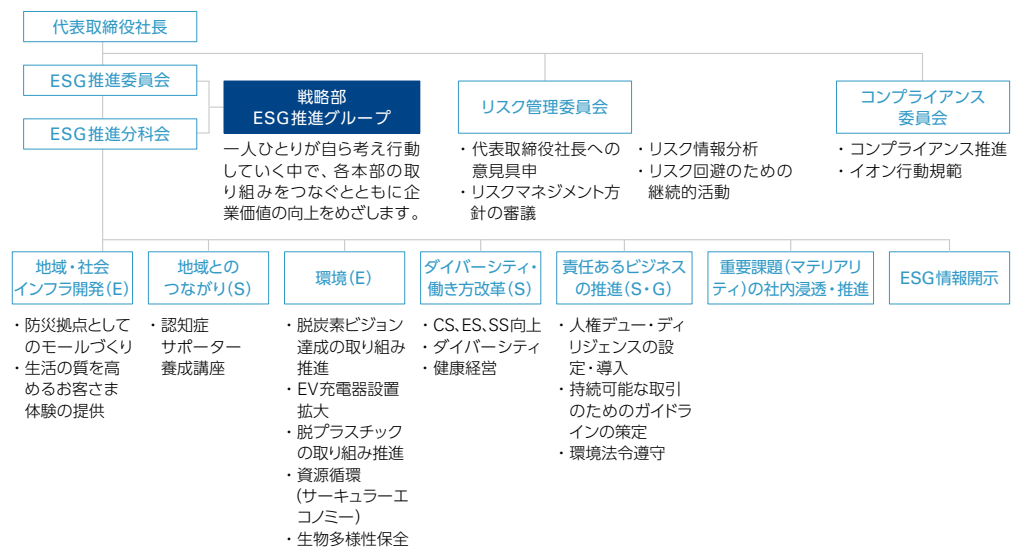 代表取締役社長
ESG推進委員会
ESG推進分科会
戦略部
ESG推進グループ
一人ひとりが自ら考え行動
していく中で、各本部の取
り組みをつなぐとともに企
業価値の向上をめざします。
リスク管理委員会
・代表取締役社長への
意見具申
・リスクマネジメント方
針の審議
・リスク情報分析
・リスク回避のための
継続的活動
コンプライアンス
委員会
・コンプライアンス推進
・イオン行動規範
地域・社会
インフラ開発(E)
・防災拠点として
のモールづくり
・生活の質を高
めるお客さま
体験の提供
地域との
つながり(S)
・認知症
サポーター
養成講座
環境(E)
・脱炭素ビジョン
達成の取り組み
推進
・EV充電器設置
拡大
・脱プラスチック
の取り組み推進
・資源循環
(サーキュラーエ
コノミー)
・生物多様性保全
ダイバーシティ・
働き方改革(S)
・CS、ES、SS向上
・ダイバーシティ
・健康経営
責任あるビジネス
の推進(S・G)
・人権デュー・ディ
リジェンスの設
定・導入
・持続可能な取引
のためのガイドラ
インの策定
・環境法令遵守
重要課題(マテリアリ
ティ)の社内浸透・推進
ESG情報開示